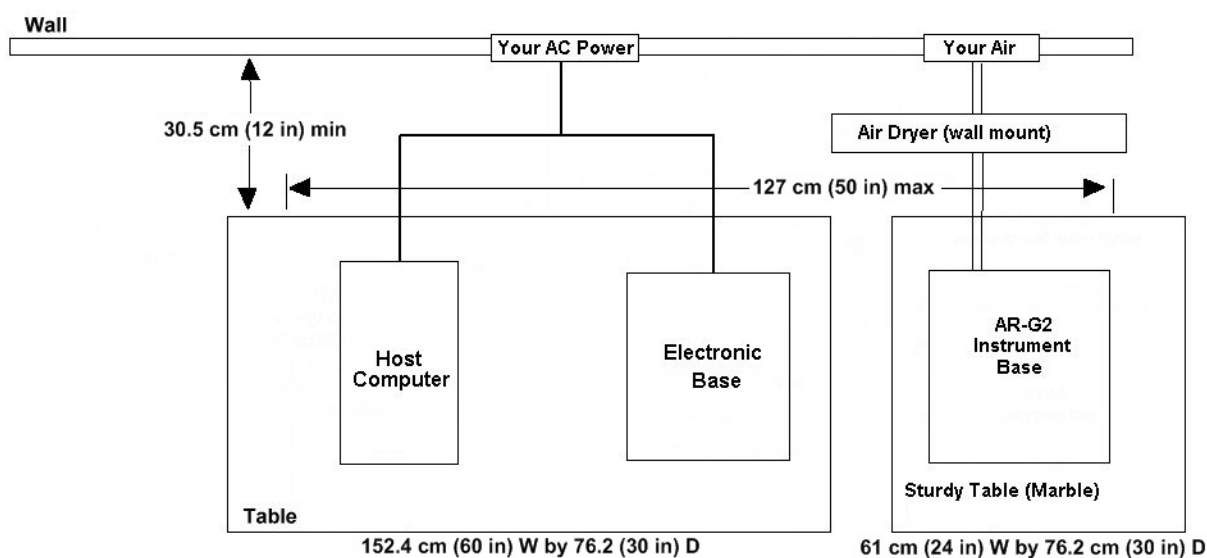 Wall
Your AC Power
Your Air
30.5 cm (12 in) min
Air Dryer (wall mount)
127 cm (50 in) max
Host
Computer
Electronic
Base
AR-G2
Instrument
Base
Sturdy Table (Marble)
Table
152.4 cm (60 in) W by 76.2 (30 in) D
61 cm (24 in) W by 76.2 cm (30 in) D